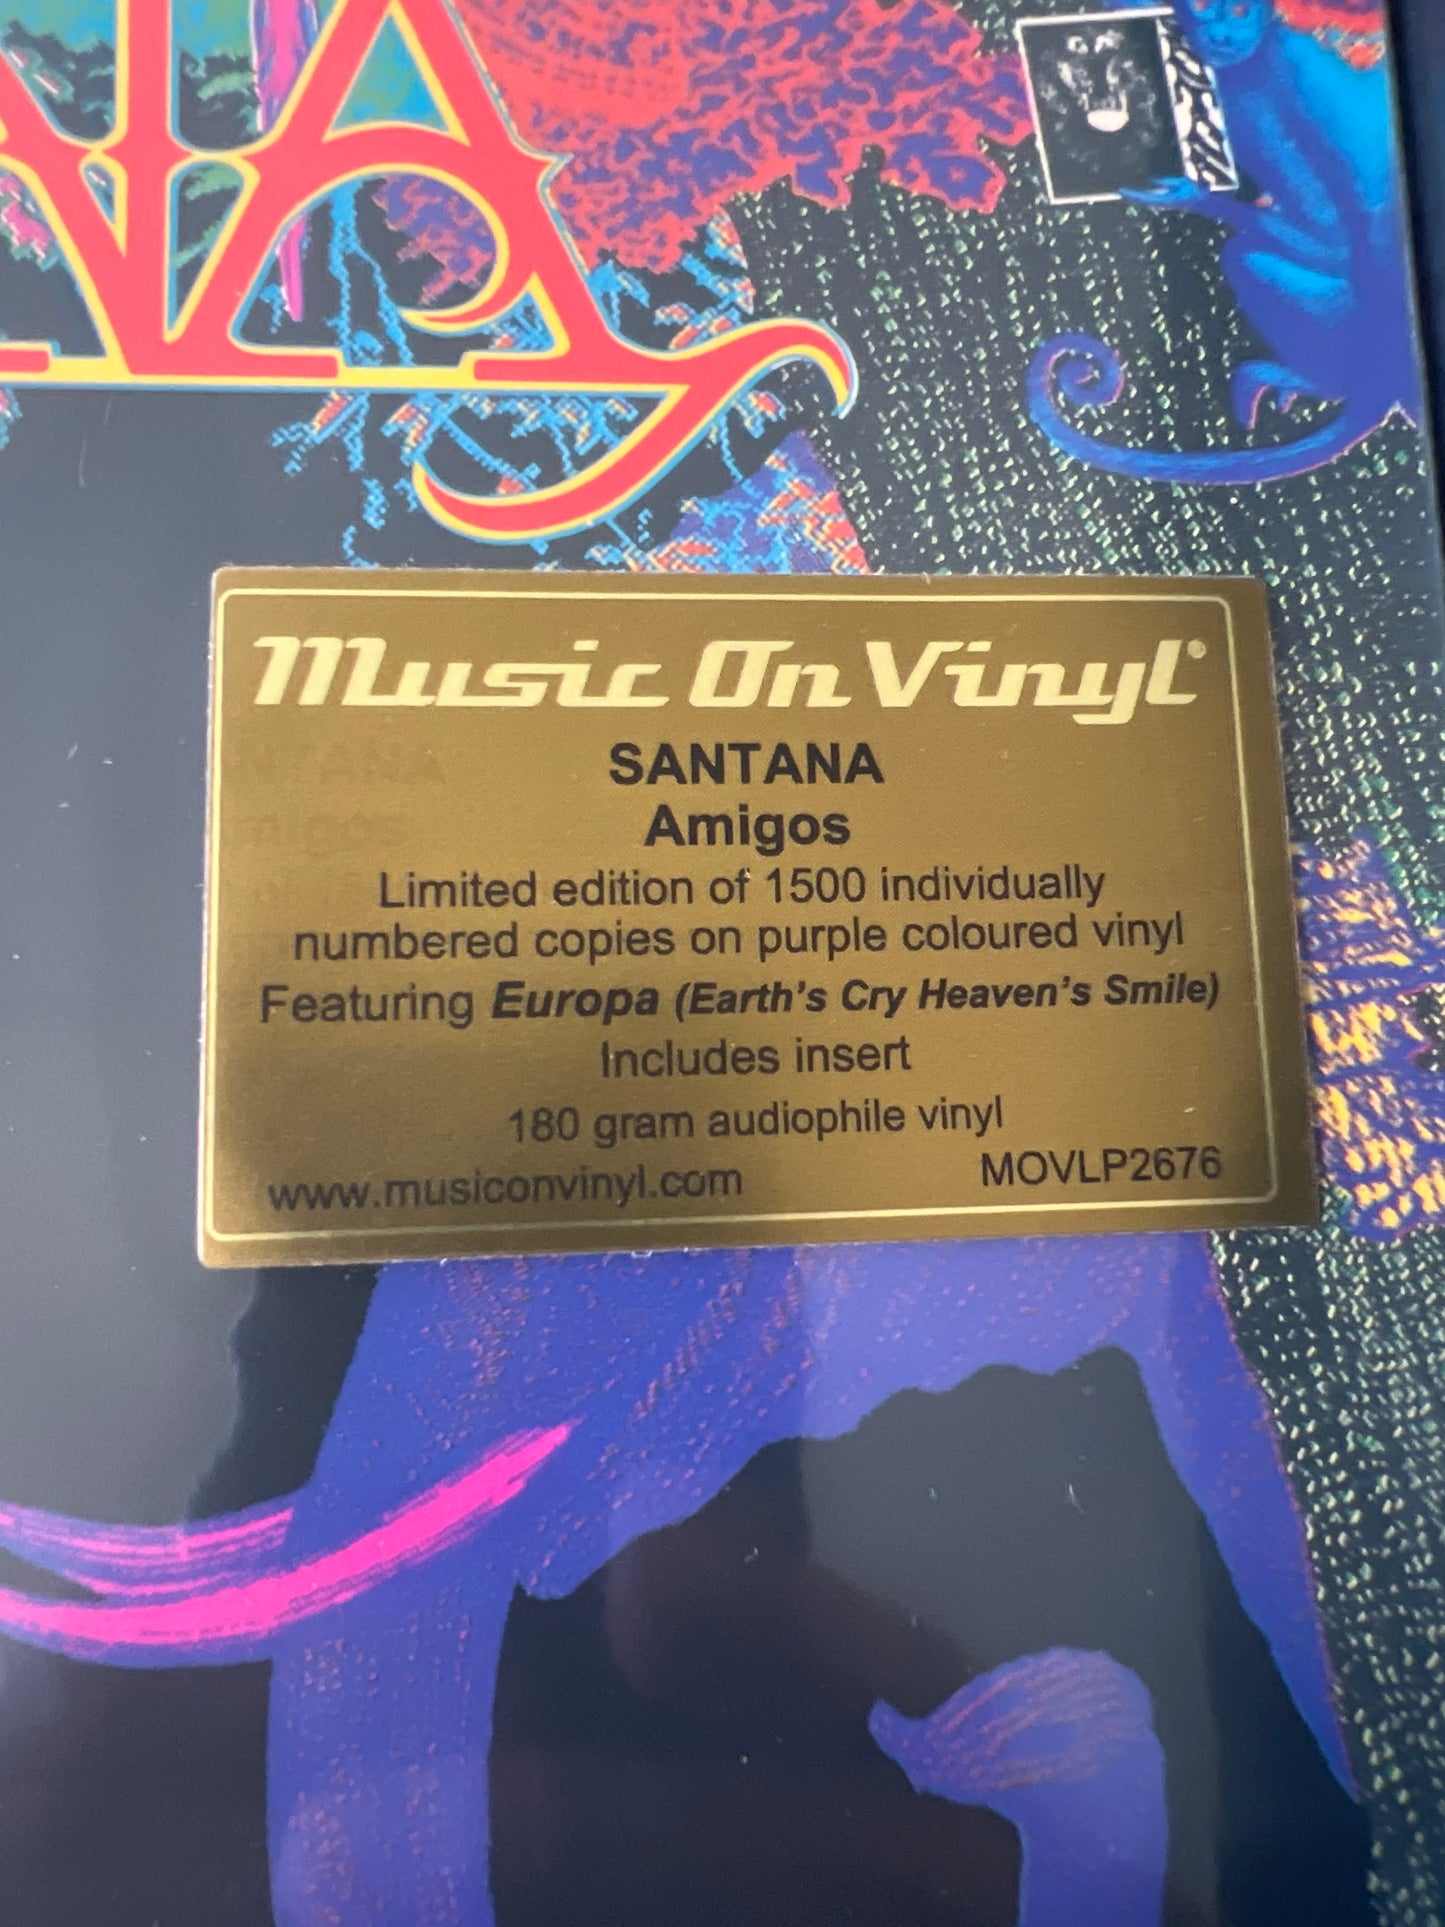 Music On Vinyl®
SANTANA
Amigos
Limited edition of 1500 individually
numbered copies on purple coloured vinyl
Featuring Europa (Earth's Cry Heaven's Smile)
Includes insert
180 gram audiophile vinyl
www.musiconvinyl.com MOVLP2676